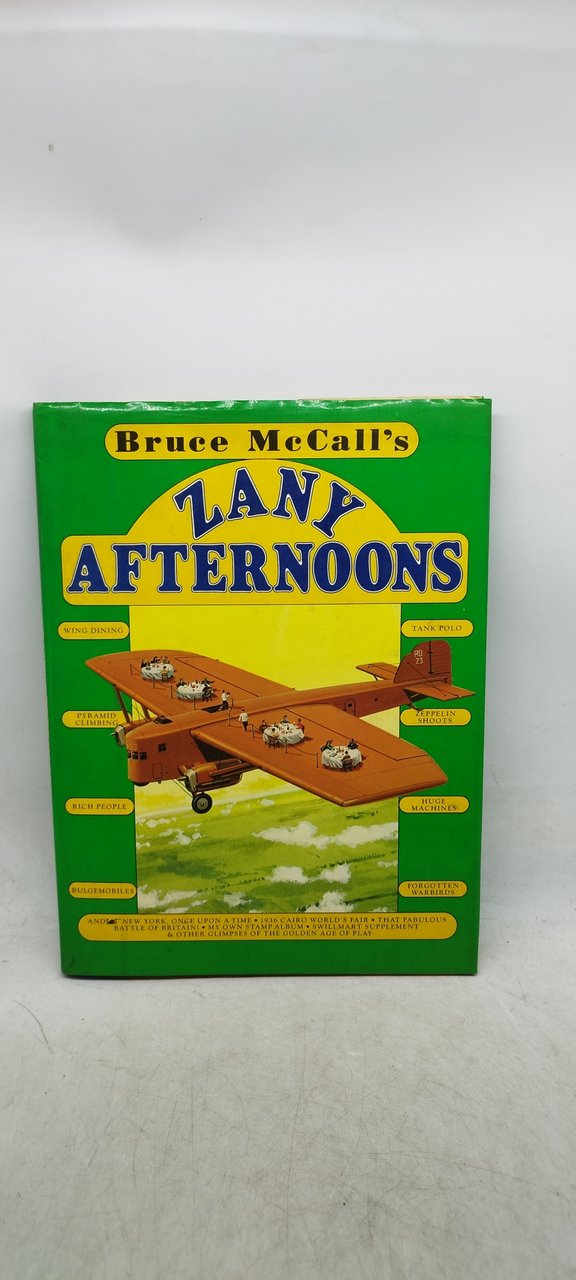 Bruce McCall's
ZANY
AFTERNOONS
WING DINING
TANK POLO
RD
23
PYRAMID
CLIMBING
ZEPPELIN
SHOOTS
RICH PEOPLE
HUGE
MACHINES
BULGEMOBILES
FORGOTTEN
WARBIRDS
AND NEW YORK, ONCE UPON A TIME • 1936 CAIRO WORLD'S FAIR • THAT FABULOUS
BATTLE OF BRITAIN! • MY OWN STAMP ALBUM • SWILLMART SUPPLEMENT
& OTHER GLIMPSES OF THE GOLDEN AGE OF PLAY